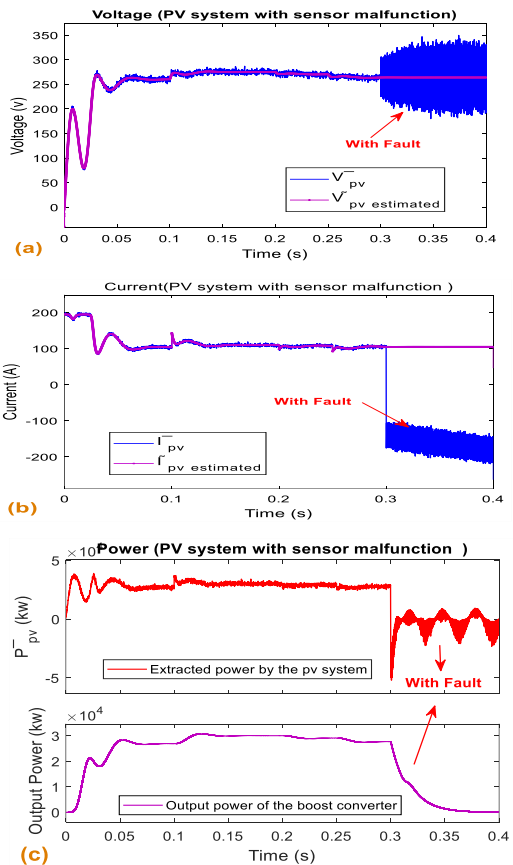 Voltage (PV system with sensor malfunction)
Voltage (v)
350
300
250
200
150
100
50
0
With Fault
V¯pv
V˜pv estimated
0 0.05 0.1 0.15 0.2 0.25 0.3 0.35 0.4
Time (s)
(a)
Current(PV system with sensor malfunction )
Current (A)
200
100
0
-100
-200
With Fault
I¯pv
I˜pv estimated
0 0.1 0.2 0.3 0.4
Time (s)
(b)
Power (PV system with sensor malfunction )
P¯pv (kw)
5
0
-5
Extracted power by the pv system
With Fault
×10^4
Output Power (kw)
3
2
1
0
Output power of the boost converter
0 0.05 0.1 0.15 0.2 0.25 0.3 0.35 0.4
Time (s)
(c)